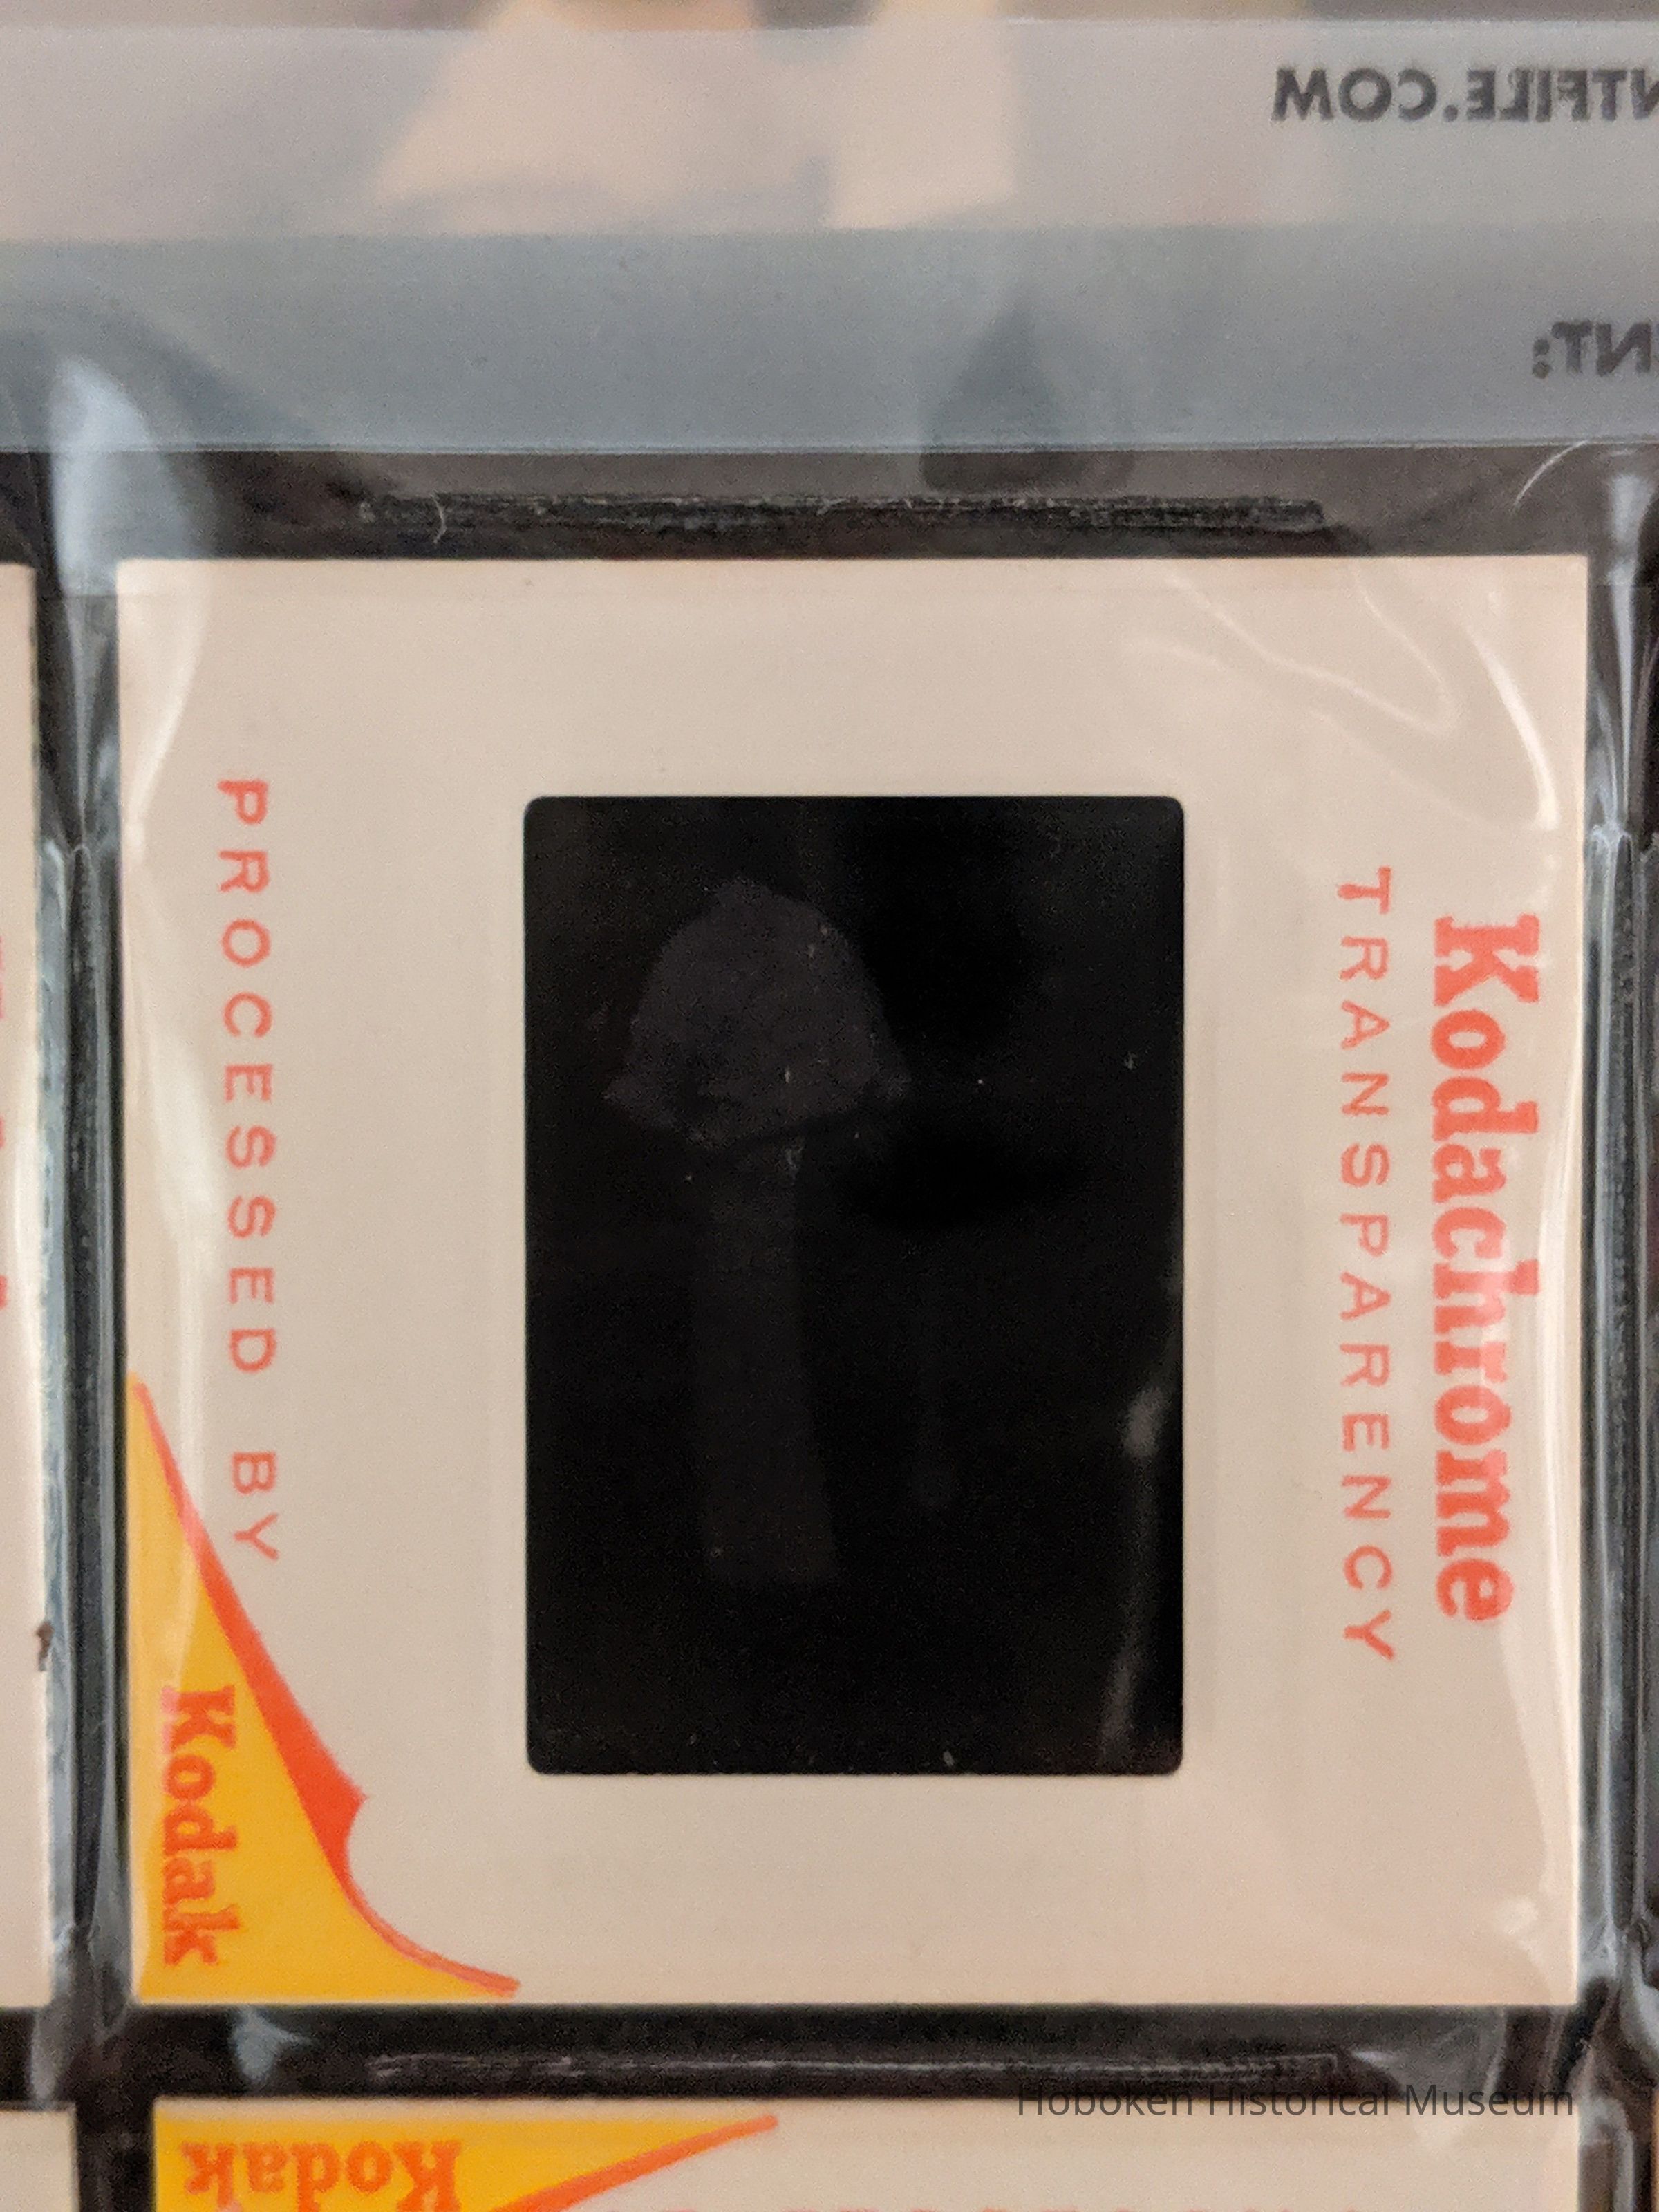 NTFILE.COM
NT:
Kodachrome
TRANSPARENCY
PROCESSED BY
Kodak
Hoboken Historical Museum
Kodak